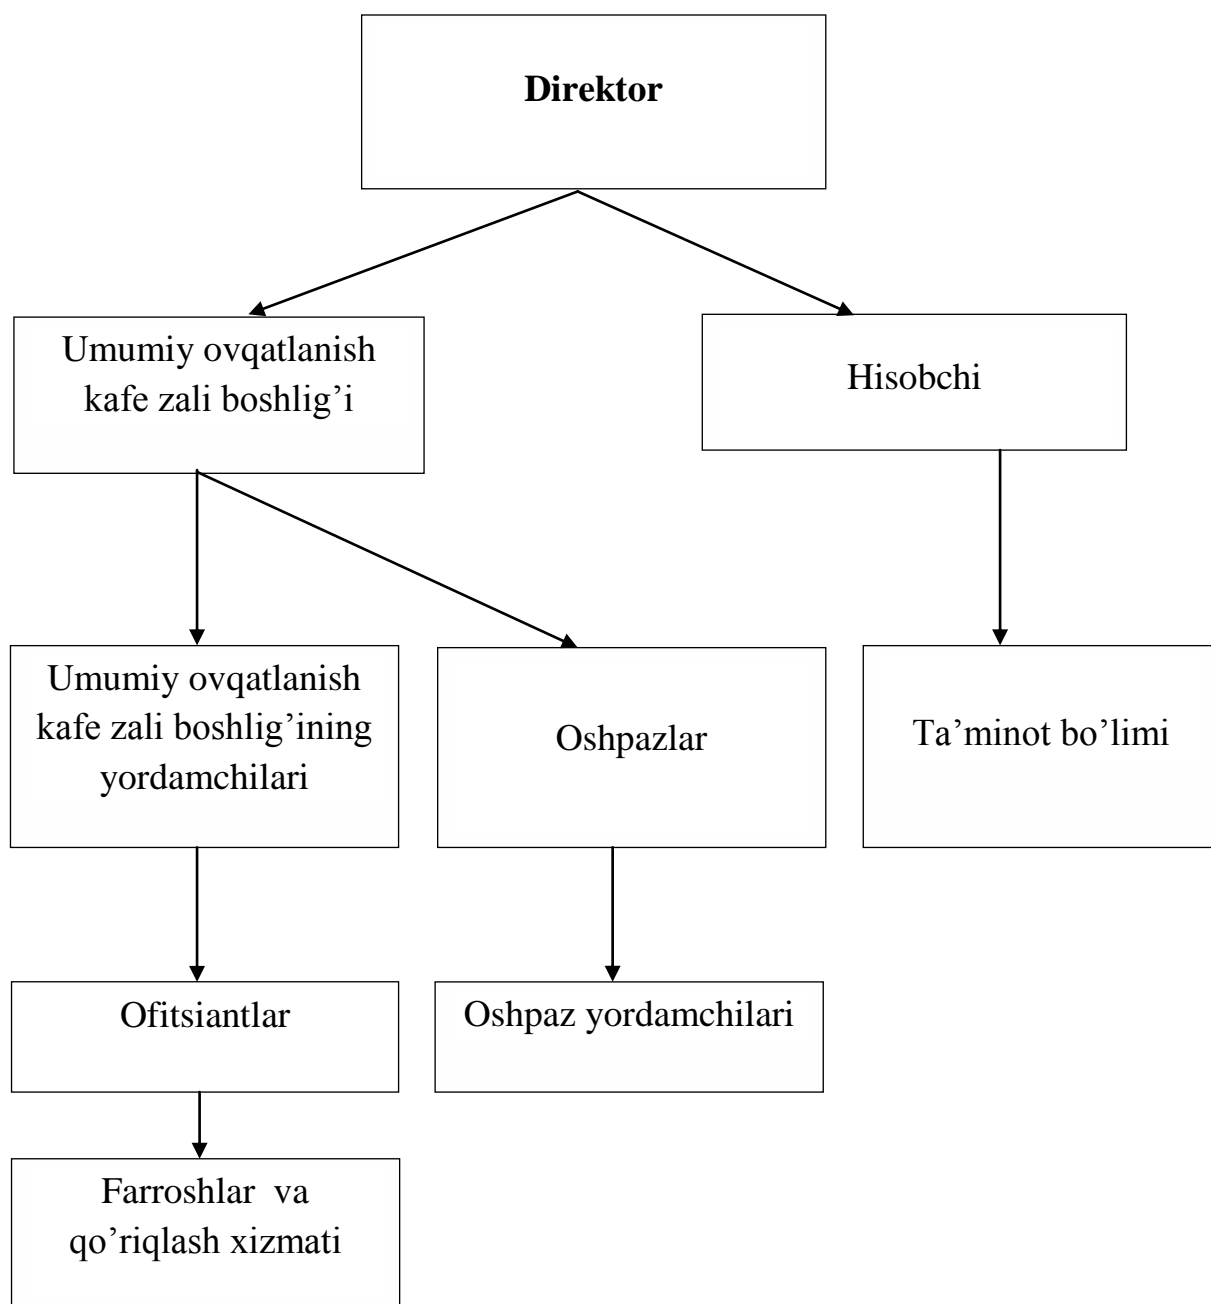 Direktor
Umumiy ovqatlanish
kafe zali boshlig’i
Hisobchi
Umumiy ovqatlanish
kafe zali boshlig’ining
yordamchilari
Oshpazlar
Ta’minot bo’limi
Ofitsiantlar
Oshpaz yordamchilari
Farroshlar va
qo’riqlash xizmati